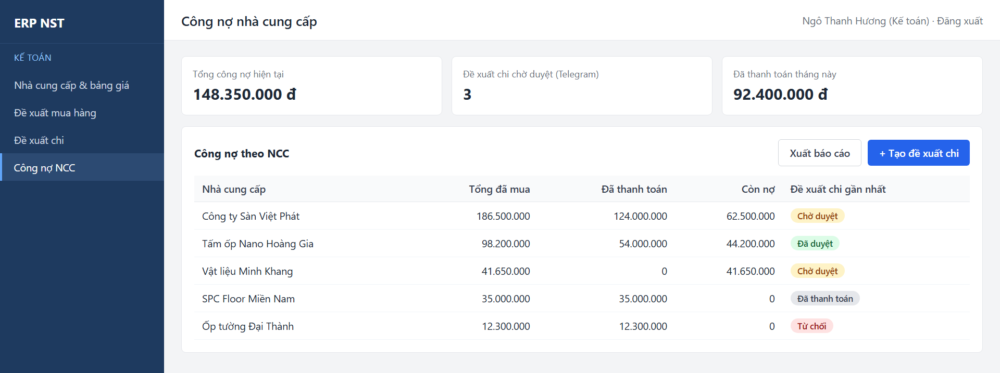 ERP NST
KẾ TOÁN
Nhà cung cấp & bảng giá
Đề xuất mua hàng
Đề xuất chi
Công nợ NCC
Công nợ nhà cung cấp
Ngô Thanh Hương (Kế toán) · Đăng xuất
Tổng công nợ hiện tại
148.350.000 đ
Đề xuất chi chờ duyệt (Telegram)
3
Đã thanh toán tháng này
92.400.000 đ
Công nợ theo NCC
Xuất báo cáo
+ Tạo đề xuất chi
Nhà cung cấp Tổng đã mua Đã thanh toán Còn nợ Đề xuất chi gần nhất
Công ty Sàn Việt Phát 186.500.000 124.000.000 62.500.000 Chờ duyệt
Tấm ốp Nano Hoàng Gia 98.200.000 54.000.000 44.200.000 Đã duyệt
Vật liệu Minh Khang 41.650.000 0 41.650.000 Chờ duyệt
SPC Floor Miền Nam 35.000.000 35.000.000 0 Đã thanh toán
Ốp tường Đại Thành 12.300.000 12.300.000 0 Từ chối